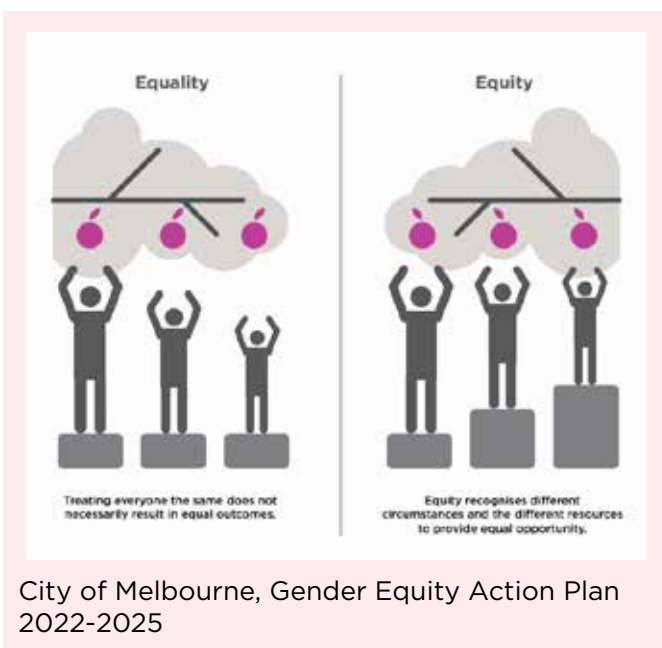 Equality
Treating everyone the same does not
necessarily result in equal outcomes.
Equity
Equity recognises different
circumstances and the different resources
to provide equal opportunity.
City of Melbourne, Gender Equity Action Plan
2022-2025